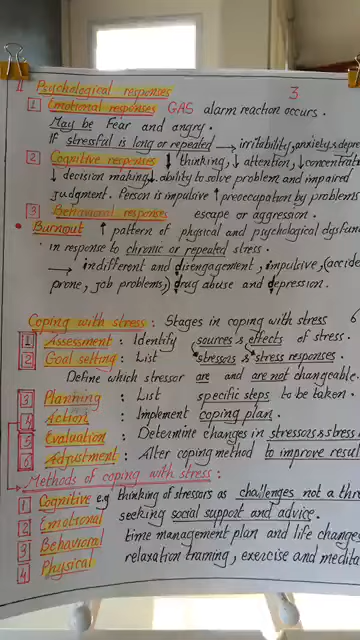 II Psychological responses 3
1 Emotional responses GAS alarm reaction occurs.
May be Fear and angry.
If stressful is long or repeated → irritability, anxiety & depre
2 Cognitive responses ↓ thinking, ↓ attention, ↓ concentrat
↓ decision making, ↓ ability to solve problem and impaired
judgment. Person is impulsive ↑ preoccupation by problems
3 Behavioral responses escape or aggression.
• Burnout ↑ pattern of physical and psychological dysfun
in response to chronic or repeated stress.
→ indifferent and disengagement, impulsive, (accide
prone, job problems,) drug abuse and depression.
Coping with stress: Stages in coping with stress 6
1 Assessment: Identify sources & effects of stress.
2 Goal setting: List stressors & stress responses.
Define which stressor are and are not changeable.
3 Planning : List specific steps to be taken.
4 Action : Implement coping plan.
5 Evaluation : Determine changes in stressors & stress
6 Adjustment: Alter coping method to improve resul
Methods of coping with stress:
1 Cognitive e.g thinking of stressors as challenges not a thr
2 Emotional seeking social support and advice.
3 Behavioral time management plan and life change
4 Physical relaxation training, exercise and medita